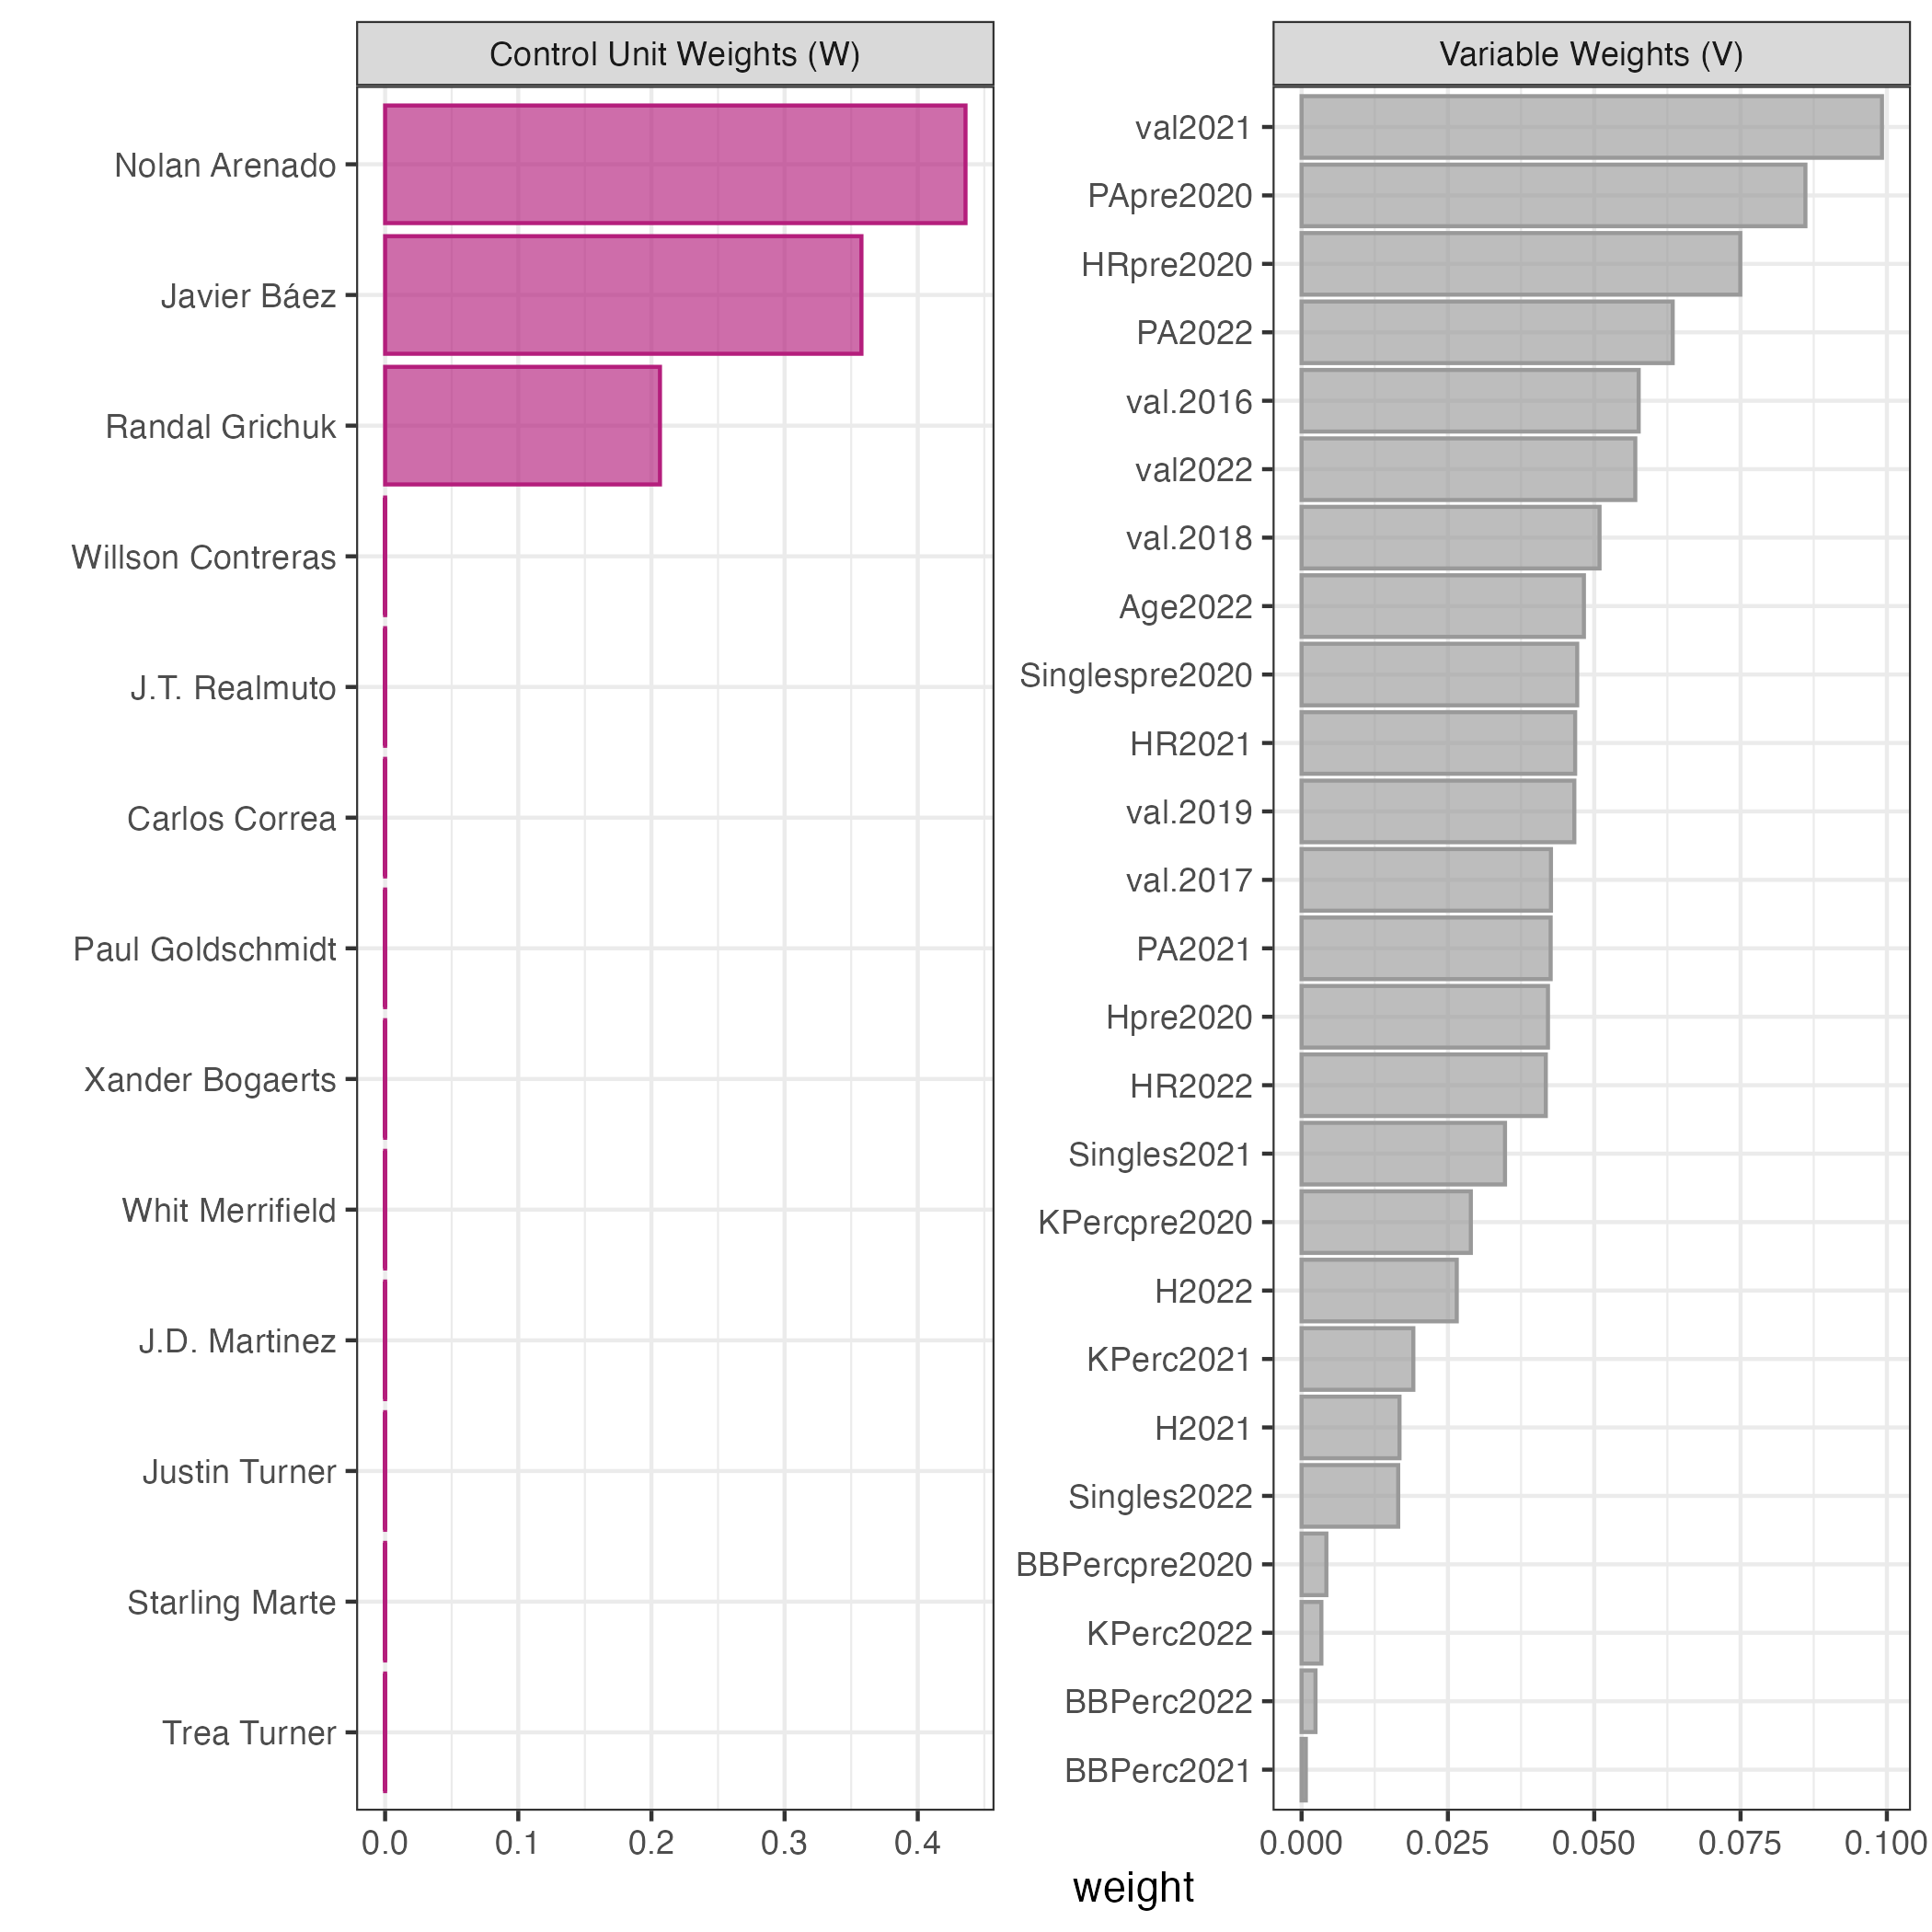 Control Unit Weights (W)
Nolan Arenado
Javier Báez
Randal Grichuk
Willson Contreras
J.T. Realmuto
Carlos Correa
Paul Goldschmidt
Xander Bogaerts
Whit Merrifield
J.D. Martinez
Justin Turner
Starling Marte
Trea Turner
0.0 0.1 0.2 0.3 0.4
Variable Weights (V)
val2021
PApre2020
HRpre2020
PA2022
val.2016
val2022
val.2018
Age2022
Singlespre2020
HR2021
val.2019
val.2017
PA2021
Hpre2020
HR2022
Singles2021
KPercpre2020
H2022
KPerc2021
H2021
Singles2022
BBPercpre2020
KPerc2022
BBPerc2022
BBPerc2021
0.000 0.025 0.050 0.075 0.100
weight